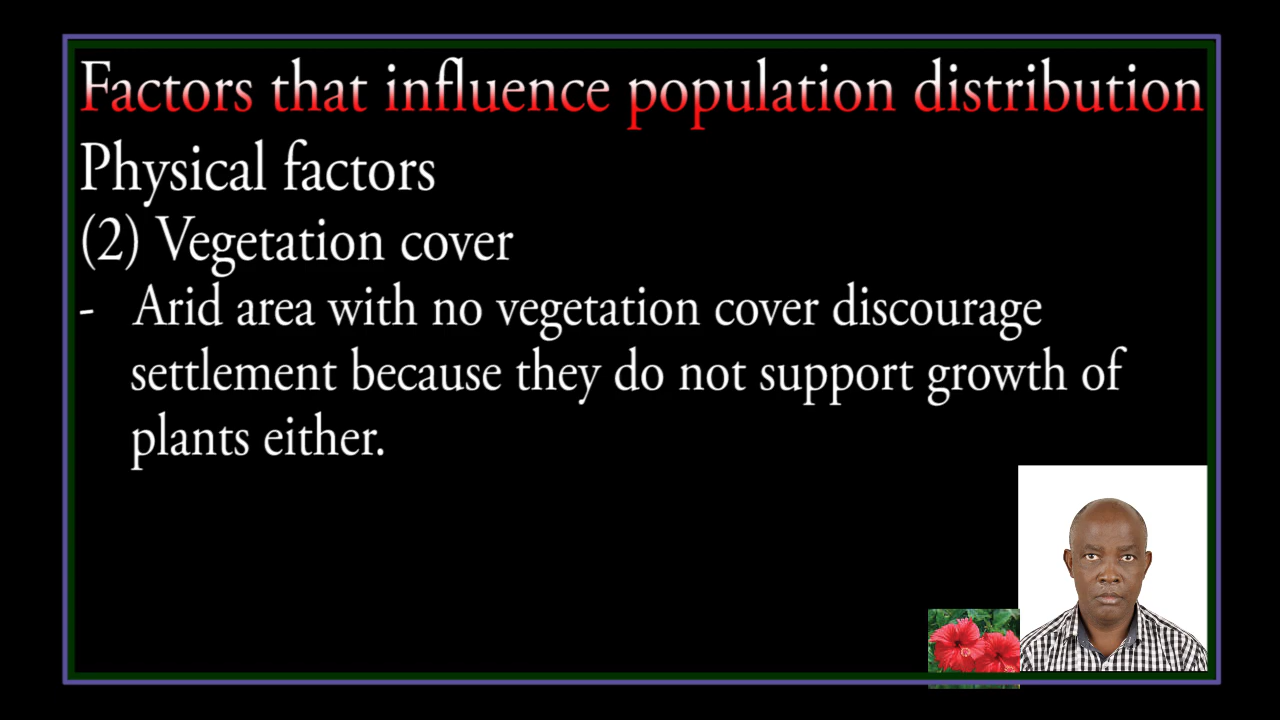 Factors that influence population distribution
Physical factors
(2) Vegetation cover
- Arid area with no vegetation cover discourage
settlement because they do not support growth of
plants either.